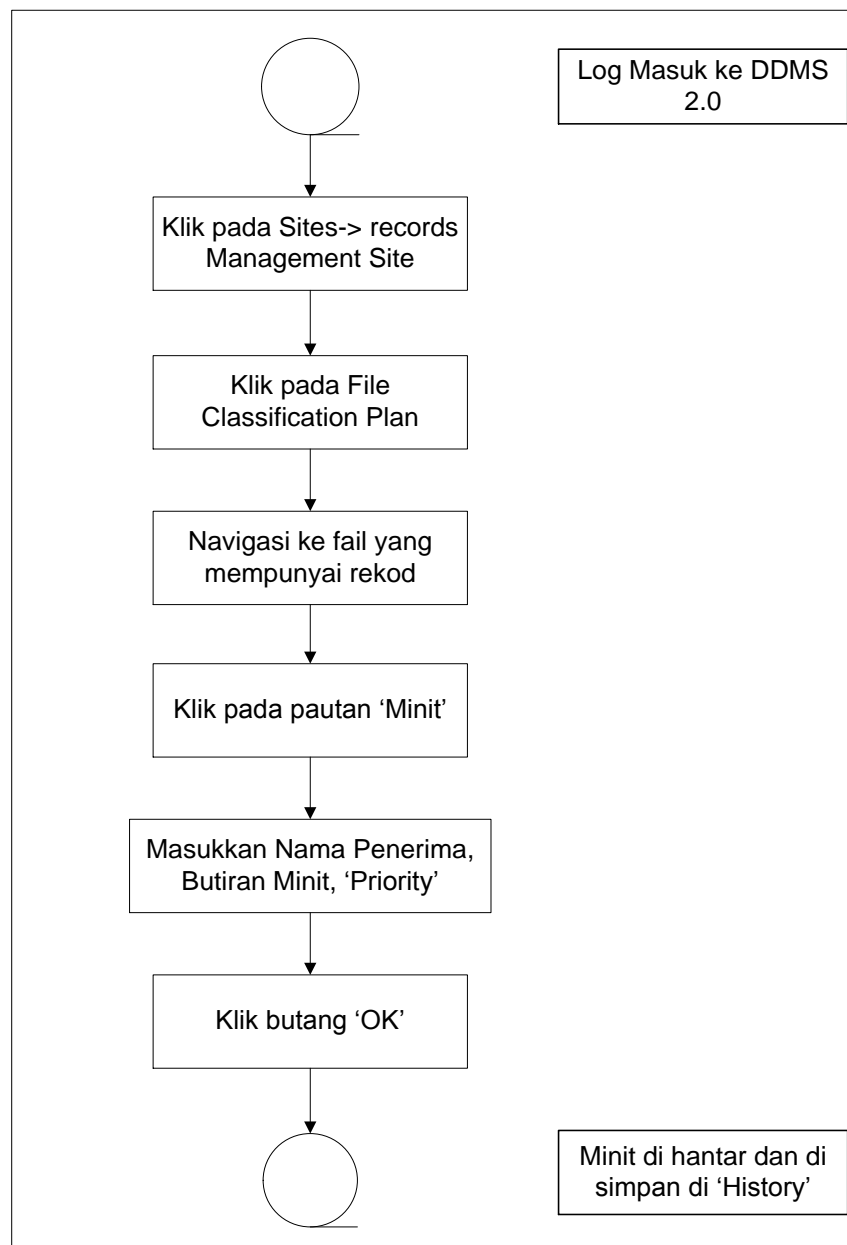 Log Masuk ke DDMS
2.0
Klik pada Sites-> records
Management Site
Klik pada File
Classification Plan
Navigasi ke fail yang
mempunyai rekod
Klik pada pautan ‘Minit’
Masukkan Nama Penerima,
Butiran Minit, ‘Priority’
Klik butang ‘OK’
Minit di hantar dan di
simpan di ‘History’